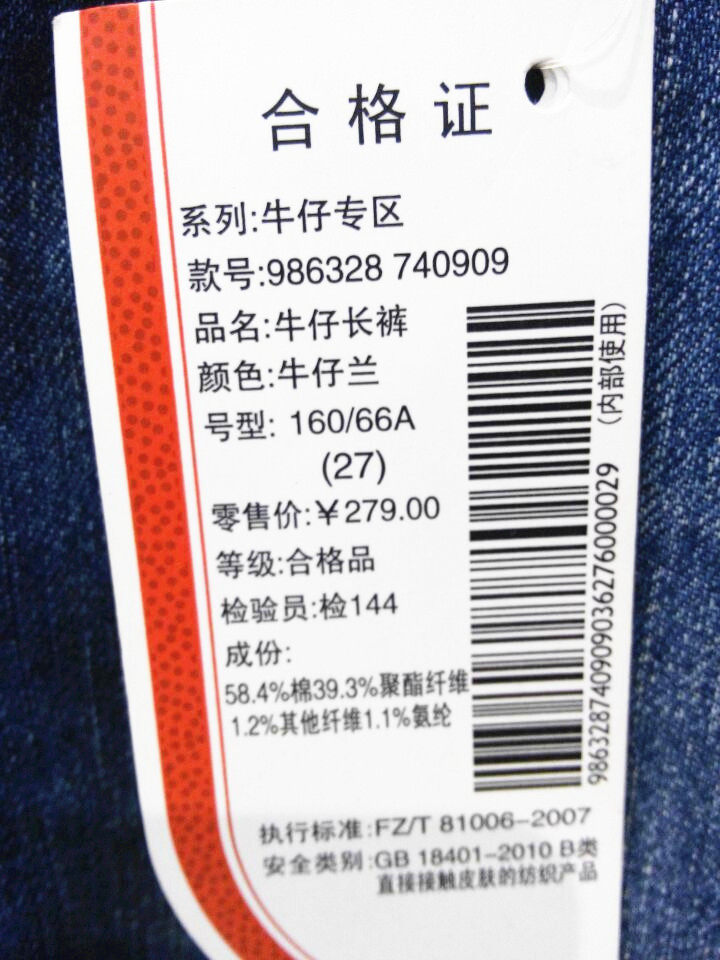 合格证
系列:牛仔专区
款号:986328 740909
品名:牛仔长裤
颜色:牛仔兰
号型: 160/66A
(27)
零售价:￥279.00
等级:合格品
检验员:检144
成份:
58.4%棉39.3%聚酯纤维
1.2%其他纤维1.1%氨纶
(内部使用)
986328740909036276000029
执行标准:FZ/T 81006-2007
安全类别:GB 18401-2010 B类
直接接触皮肤的纺织产品